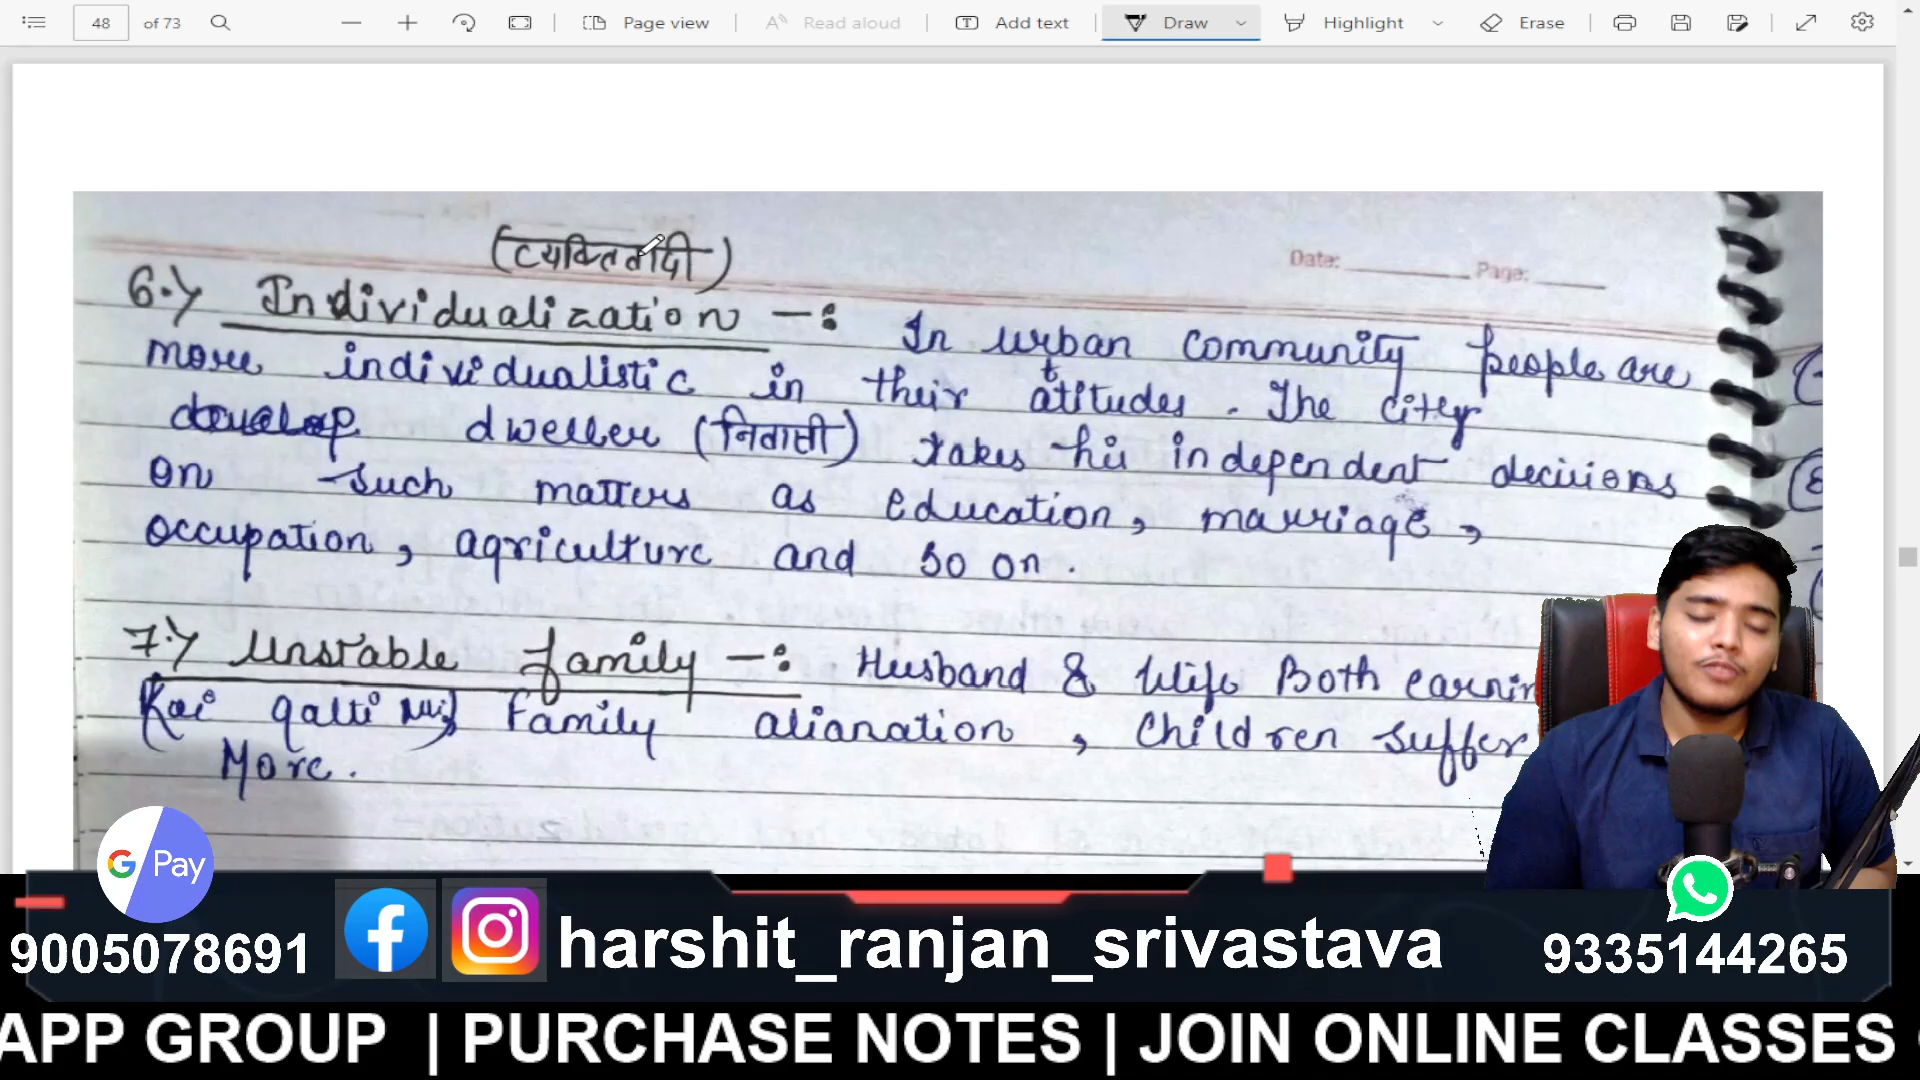 48 of 73 Page view Read aloud Add text Draw Highlight Erase
(व्यक्तिवादी)
Date: Page:
6.) Individualization -: In urban community people are
more individualistic in their attitudes. The city
develop dweller (निवासी) takes his independent decisions
on such matters as education, marriage,
occupation, agriculture and so on.
7.) Unstable family -: Husband & Wife Both earnin
(Kai galti Family alianation, Children suffer
More.
G Pay
9005078691 harshit_ranjan_srivastava 9335144265
APP GROUP | PURCHASE NOTES | JOIN ONLINE CLASSES